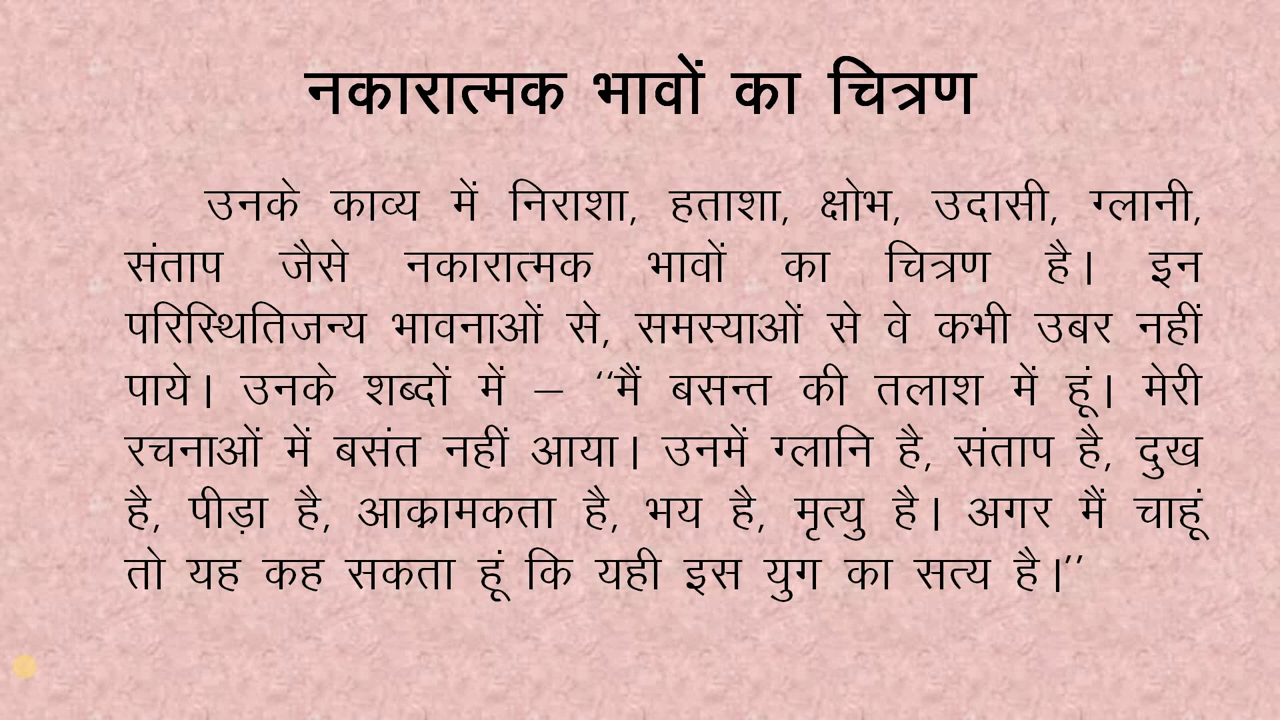 नकारात्मक भावों का चित्रण
उनके काव्य में निराशा, हताशा, क्षोभ, उदासी, ग्लानी,
संताप जैसे नकारात्मक भावों का चित्रण है। इन
परिस्थितिजन्य भावनाओं से, समस्याओं से वे कभी उबर नहीं
पाये। उनके शब्दों में – ‘‘मैं बसन्त की तलाश में हूं। मेरी
रचनाओं में बसंत नहीं आया। उनमें ग्लानि है, संताप है, दुख
है, पीड़ा है, आक्रामकता है, भय है, मृत्यु है। अगर मैं चाहूं
तो यह कह सकता हूं कि यही इस युग का सत्य है।’’